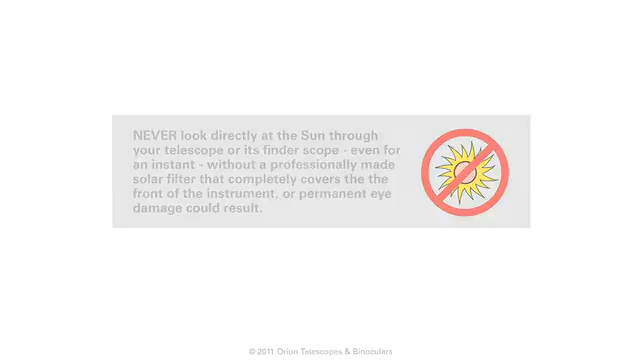 NEVER look directly at the Sun through
your telescope or its finder scope - even for
an instant - without a professionally made
solar filter that completely covers the the
front of the instrument, or permanent eye
damage could result.
© 2011 Orion Telescopes & Binoculars